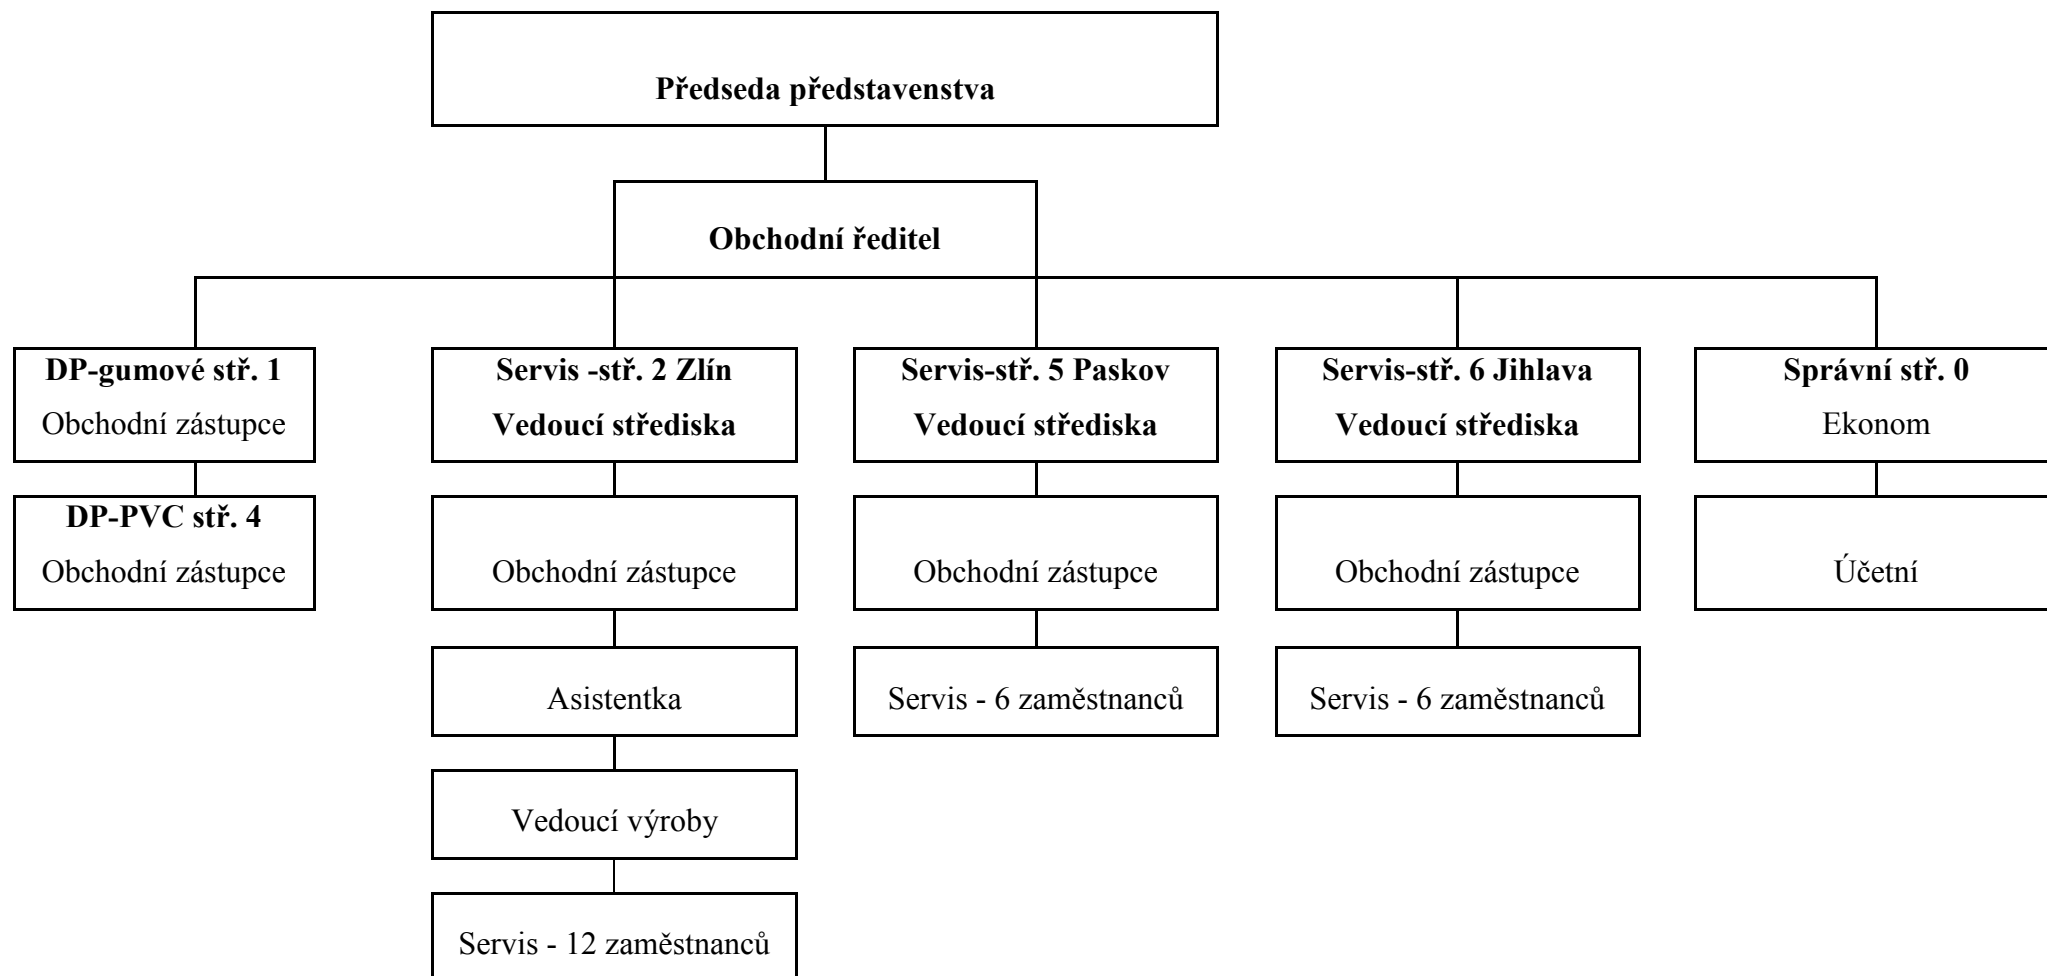 Předseda představenstva
Obchodní ředitel
DP-gumové stř. 1
Obchodní zástupce
Servis -stř. 2 Zlín
Vedoucí střediska
Servis-stř. 5 Paskov
Vedoucí střediska
Servis-stř. 6 Jihlava
Vedoucí střediska
Správní stř. 0
Ekonom
DP-PVC stř. 4
Obchodní zástupce
Obchodní zástupce
Obchodní zástupce
Obchodní zástupce
Účetní
Asistentka
Servis - 6 zaměstnanců
Servis - 6 zaměstnanců
Vedoucí výroby
Servis - 12 zaměstnanců